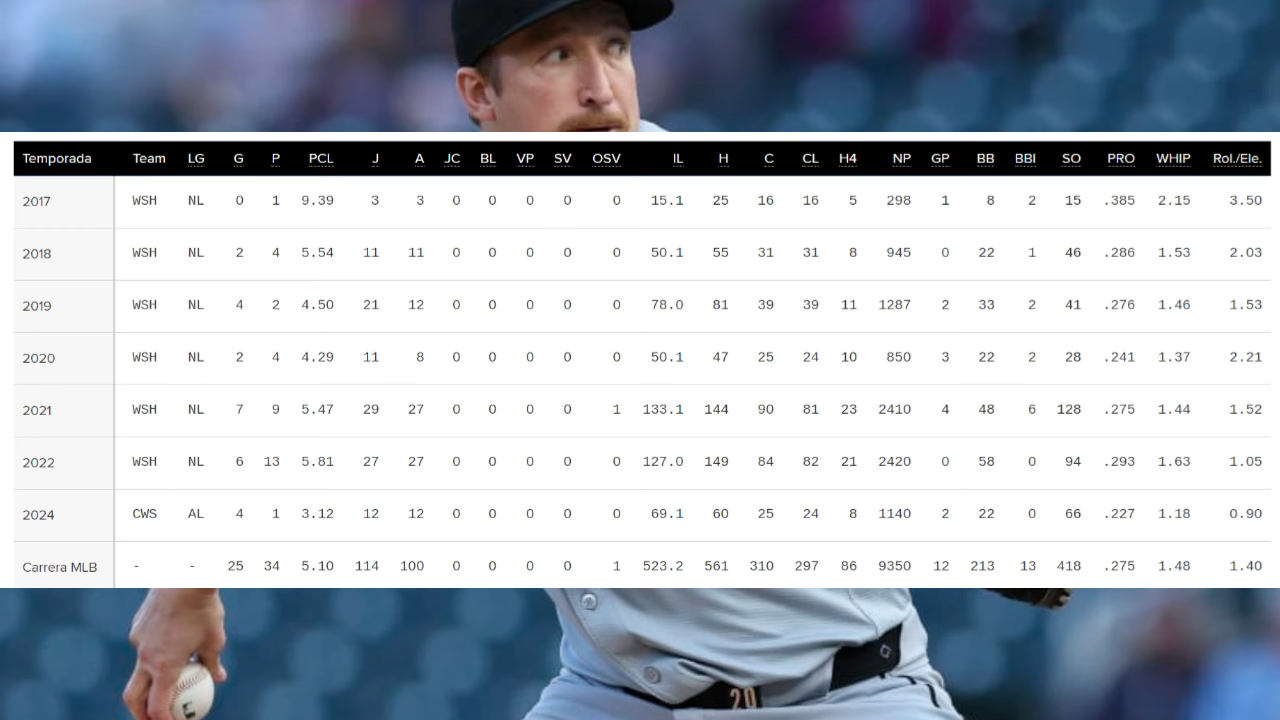 Temporada Team LG G P PCL J A JC BL VP SV OSV IL H C CL H4 NP GP BB BBI SO PRO WHIP Rol./Ele.
2017 WSH NL 0 1 9.39 3 3 0 0 0 0 0 15.1 25 16 16 5 298 1 8 2 15 .385 2.15 3.50
2018 WSH NL 2 4 5.54 11 11 0 0 0 0 0 50.1 55 31 31 8 945 0 22 1 46 .286 1.53 2.03
2019 WSH NL 4 2 4.50 21 12 0 0 0 0 0 78.0 81 39 39 11 1287 2 33 2 41 .276 1.46 1.53
2020 WSH NL 2 4 4.29 11 8 0 0 0 0 0 50.1 47 25 24 10 850 3 22 2 28 .241 1.37 2.21
2021 WSH NL 7 9 5.47 29 27 0 0 0 0 1 133.1 144 90 81 23 2410 4 48 6 128 .275 1.44 1.52
2022 WSH NL 6 13 5.81 27 27 0 0 0 0 0 127.0 149 84 82 21 2420 0 58 0 94 .293 1.63 1.05
2024 CWS AL 4 1 3.12 12 12 0 0 0 0 0 69.1 60 25 24 8 1140 2 22 0 66 .227 1.18 0.90
Carrera MLB - - 25 34 5.10 114 100 0 0 0 0 1 523.2 561 310 297 86 9350 12 213 13 418 .275 1.48 1.40
20